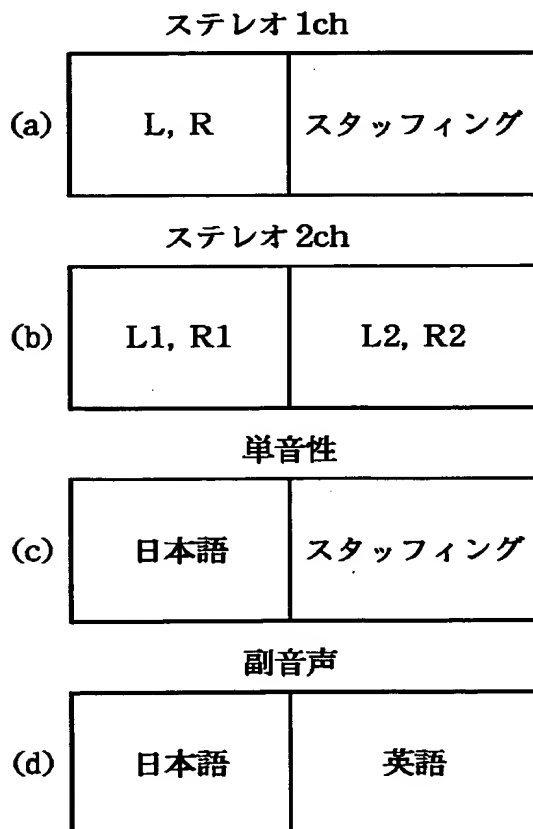 ステレオ1ch
(a) L, R スタッフィング
ステレオ2ch
(b) L1, R1 L2, R2
単音性
(c) 日本語 スタッフィング
副音声
(d) 日本語 英語